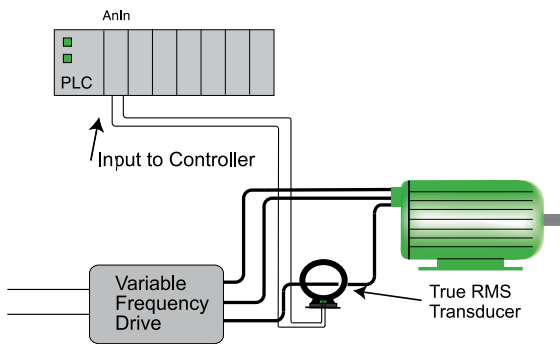 AnIn
PLC
Input to Controller
Variable
Frequency
Drive
True RMS
Transducer